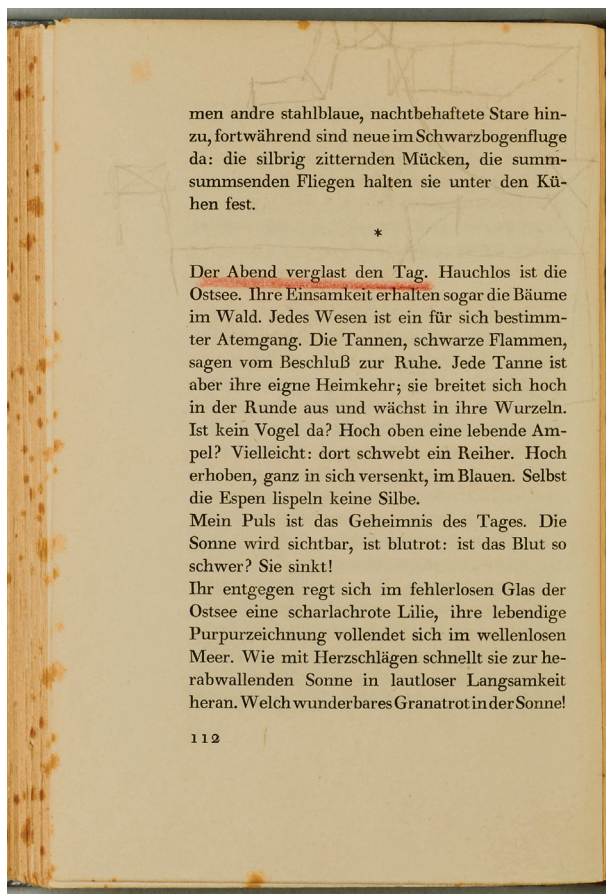 men andre stahlblaue, nachtbehaftete Stare hin-
zu, fortwährend sind neue im Schwarzbogenfluge
da: die silbrig zitternden Mücken, die summ-
summsenden Fliegen halten sie unter den Kü-
hen fest.
*
Der Abend verglast den Tag. Hauchlos ist die
Ostsee. Ihre Einsamkeit erhalten sogar die Bäume
im Wald. Jedes Wesen ist ein für sich bestimm-
ter Atemgang. Die Tannen, schwarze Flammen,
sagen vom Beschluß zur Ruhe. Jede Tanne ist
aber ihre eigne Heimkehr; sie breitet sich hoch
in der Runde aus und wächst in ihre Wurzeln.
Ist kein Vogel da? Hoch oben eine lebende Am-
pel? Vielleicht: dort schwebt ein Reiher. Hoch
erhoben, ganz in sich versenkt, im Blauen. Selbst
die Espen lispeln keine Silbe.
Mein Puls ist das Geheimnis des Tages. Die
Sonne wird sichtbar, ist blutrot: ist das Blut so
schwer? Sie sinkt!
Ihr entgegen regt sich im fehlerlosen Glas der
Ostsee eine scharlachrote Lilie, ihre lebendige
Purpurzeichnung vollendet sich im wellenlosen
Meer. Wie mit Herzschlägen schnellt sie zur he-
rabwallenden Sonne in lautloser Langsamkeit
heran. Welch wunderbares Granatrot in der Sonne!
112